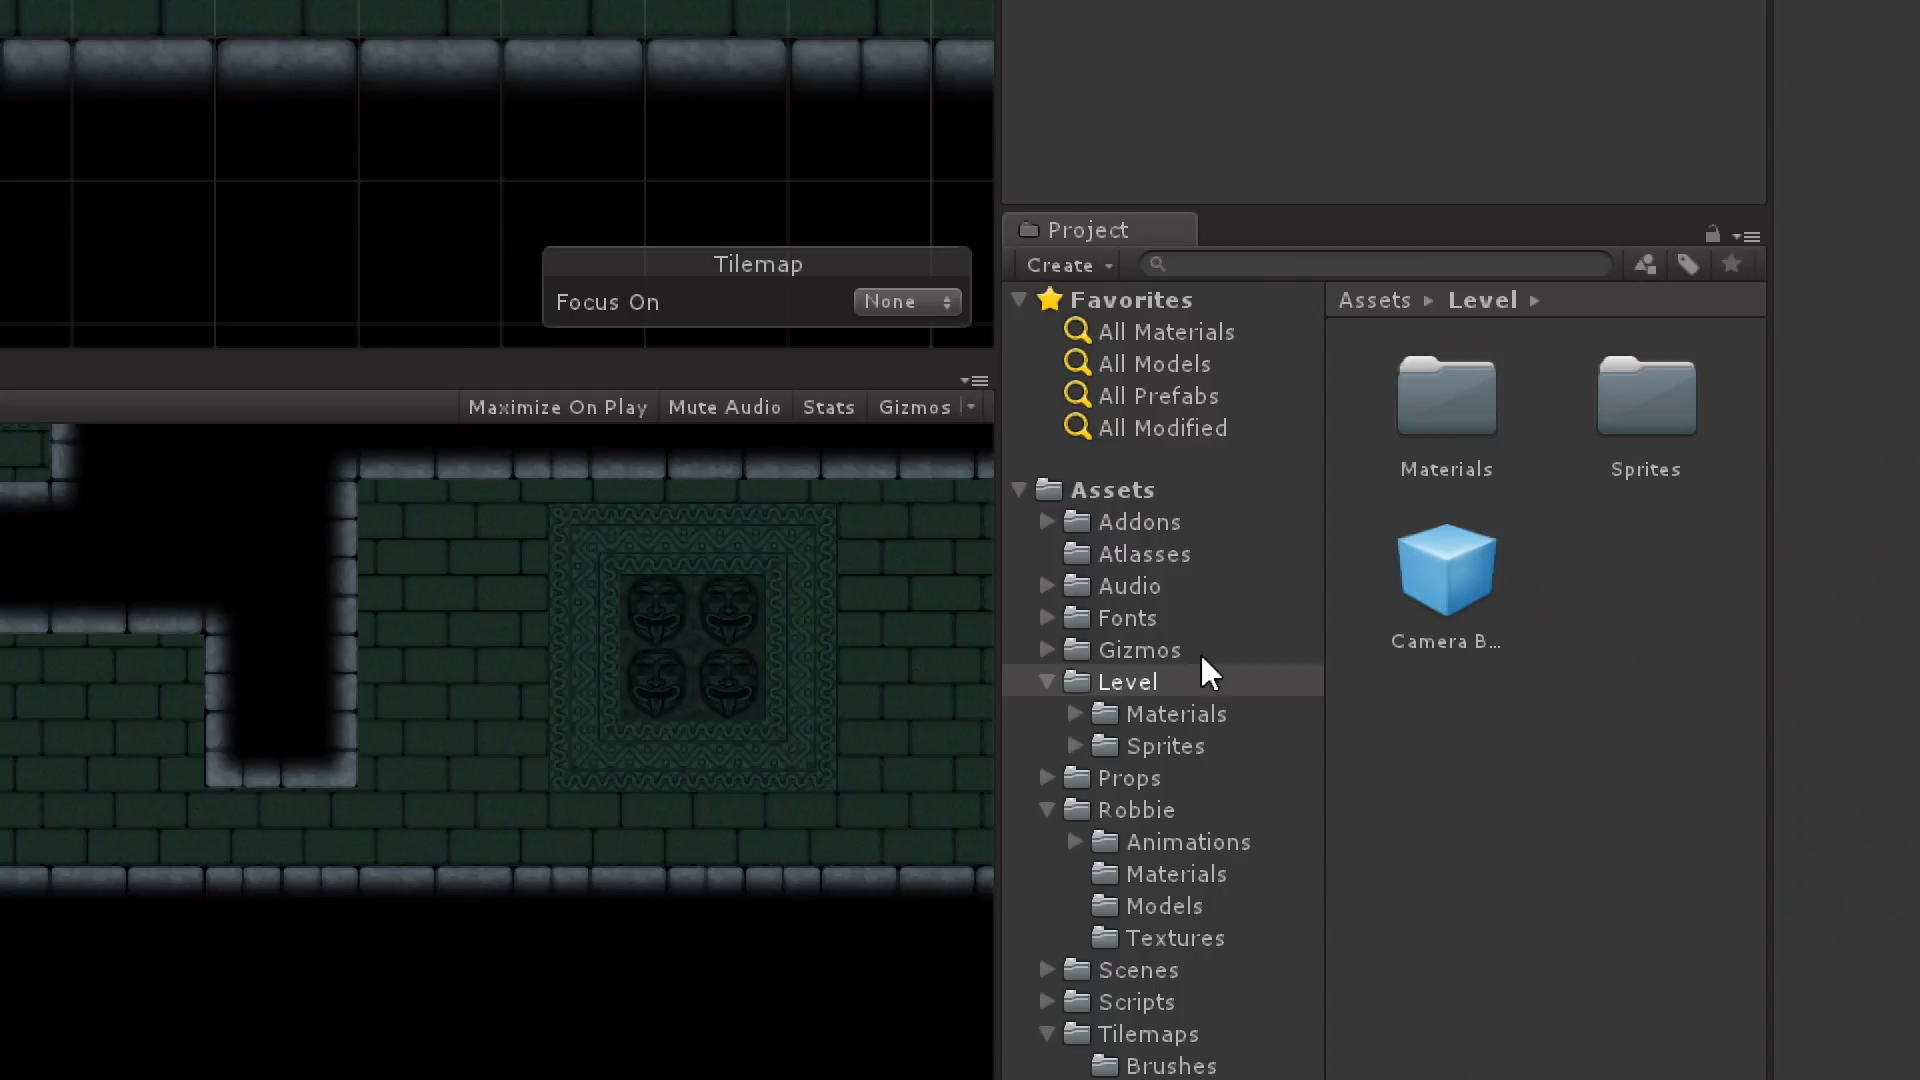 Tilemap
Focus On
None
Maximize On Play
Mute Audio
Stats
Gizmos
Project
Create
Favorites
All Materials
All Models
All Prefabs
All Modified
Assets
Addons
Atlasses
Audio
Fonts
Gizmos
Level
Materials
Sprites
Props
Robbie
Animations
Materials
Models
Textures
Scenes
Scripts
Tilemaps
Brushes
Assets ▸ Level ▸
Materials
Sprites
Camera B...